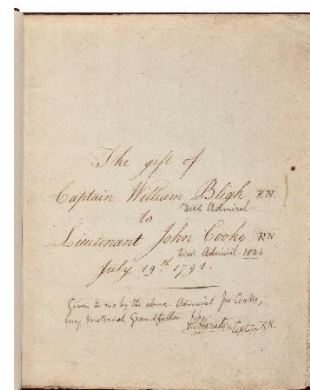 The gift of
Captain William Bligh RN
Vice Admiral
to
Lieutenant John Cooke RN
Vice Admiral
July 19th 1791.
Given to me by the above Admiral Jno Cooke,
my maternal Grandfather Captain RN.